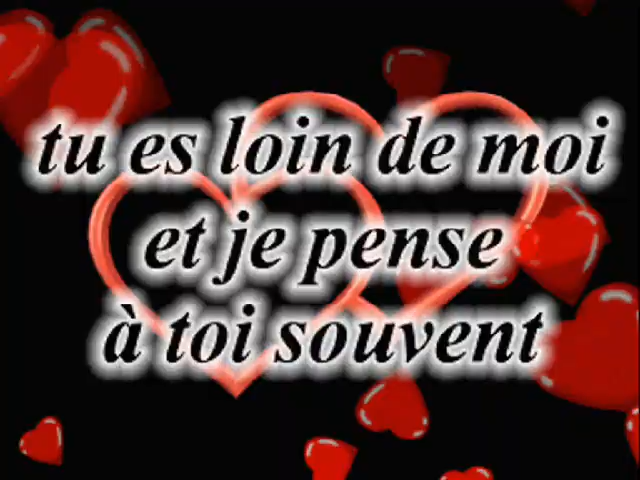 tu es loin de moi
et je pense
à toi souvent